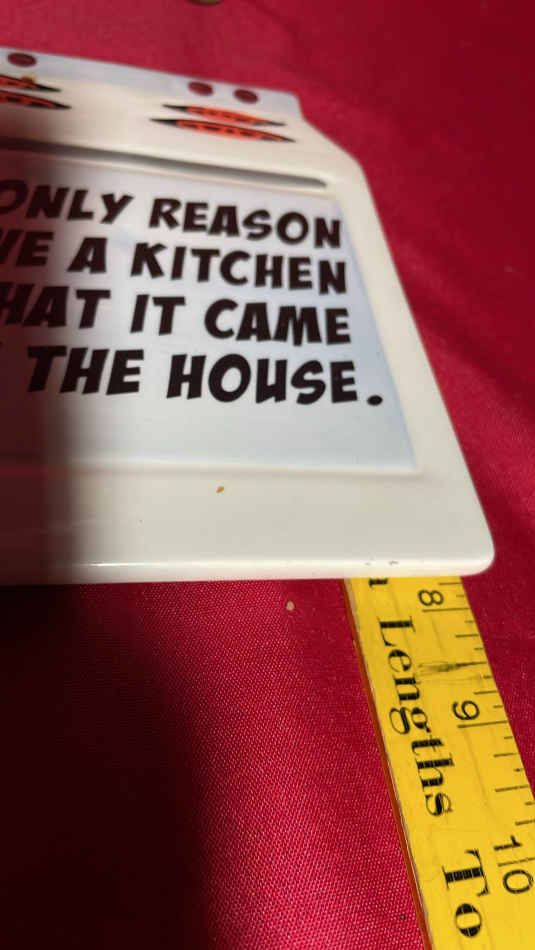 ONLY REASON
VE A KITCHEN
HAT IT CAME
THE HOUSE.
8
9
10
Lengths To